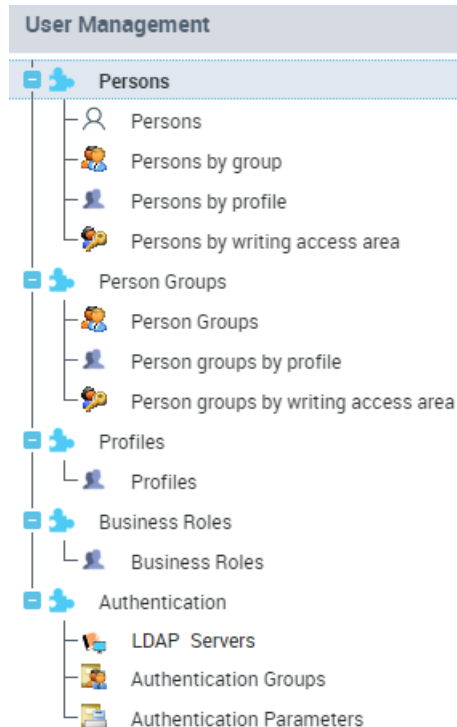 User Management
Persons
Persons
Persons by group
Persons by profile
Persons by writing access area
Person Groups
Person Groups
Person groups by profile
Person groups by writing access area
Profiles
Profiles
Business Roles
Business Roles
Authentication
LDAP Servers
Authentication Groups
Authentication Parameters